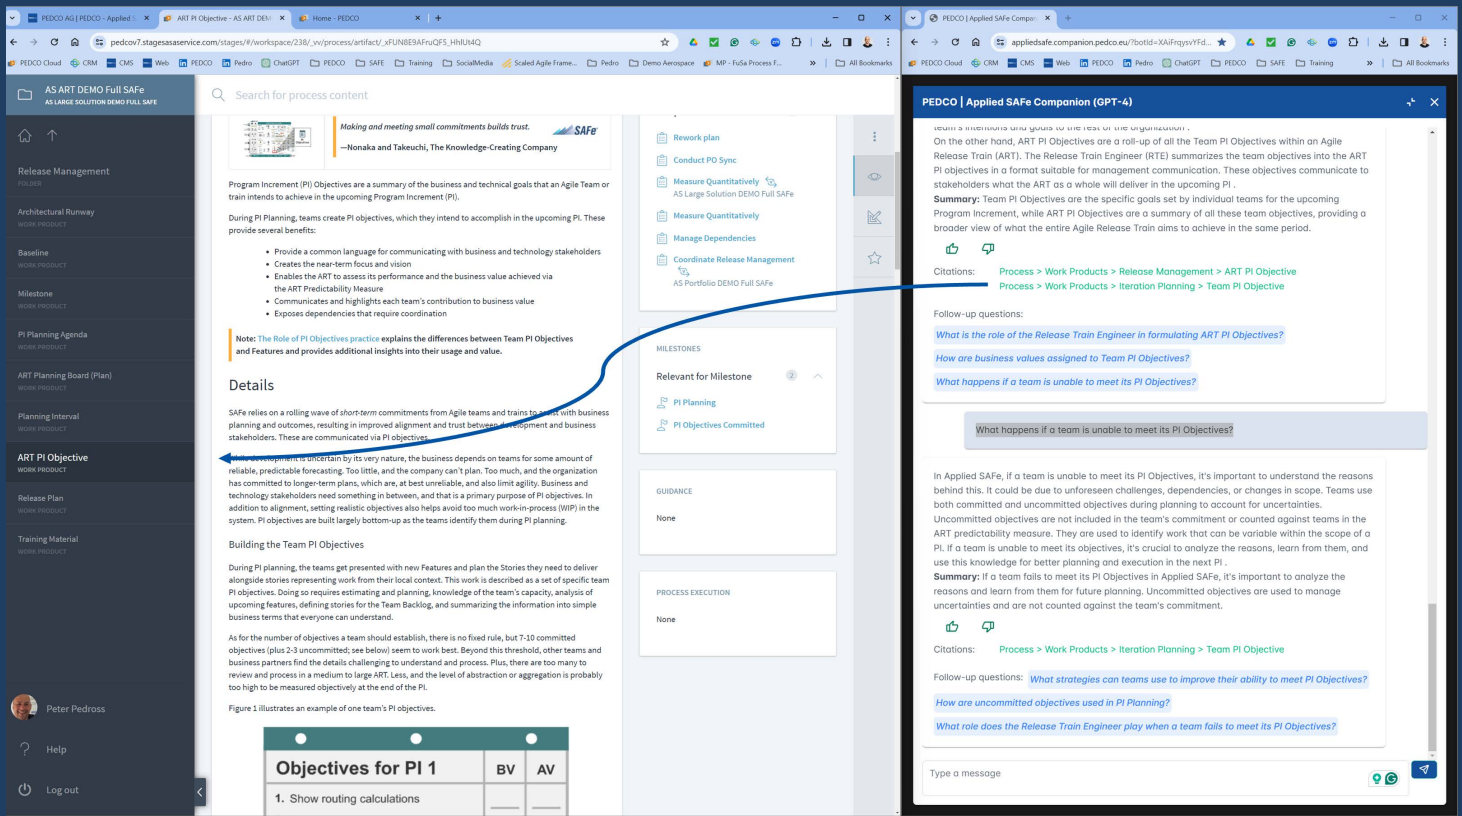 PEDCO AG | PEDCO - Applied S
ART PI Objective - AS ART DEM
Home - PEDCO
pedcov7.stagesasaservice.com/stages/#/workspace/238/_vv/process/artifact/_xFUN8E9AFruQF5_HhlUt4Q
PEDCO Cloud
CRM
CMS
Web
PEDCO
Pedro
ChatGPT
PEDCO
SAFE
Training
SocialMedia
Scaled Agile Frame...
Pedro
Demo Aerospace
MP - FuSa Process F...
All Bookmarks
AS ART DEMO Full SAFe
AS LARGE SOLUTION DEMO FULL SAFE
Release Management
FOLDER
Architectural Runway
WORK PRODUCT
Baseline
WORK PRODUCT
Milestone
WORK PRODUCT
PI Planning Agenda
WORK PRODUCT
ART Planning Board (Plan)
WORK PRODUCT
Planning Interval
WORK PRODUCT
ART PI Objective
WORK PRODUCT
Release Plan
WORK PRODUCT
Training Material
WORK PRODUCT
Peter Pedross
Help
Log out
Search for process content
Making and meeting small commitments builds trust.
—Nonaka and Takeuchi, The Knowledge-Creating Company
SAFe
Program Increment (PI) Objectives are a summary of the business and technical goals that an Agile Team or
train intends to achieve in the upcoming Program Increment (PI).
During PI Planning, teams create PI objectives, which they intend to accomplish in the upcoming PI. These
provide several benefits:
• Provide a common language for communicating with business and technology stakeholders
• Creates the near-term focus and vision
• Enables the ART to assess its performance and the business value achieved via
the ART Predictability Measure
• Communicates and highlights each team's contribution to business value
• Exposes dependencies that require coordination
Note: The Role of PI Objectives practice explains the differences between Team PI Objectives
and Features and provides additional insights into their usage and value.
Details
SAFe relies on a rolling wave of short-term commitments from Agile teams and trains to assist with business
planning and outcomes, resulting in improved alignment and trust between development and business
stakeholders. These are communicated via PI objectives.
While development is uncertain by its very nature, the business depends on teams for some amount of
reliable, predictable forecasting. Too little, and the company can't plan. Too much, and the organization
has committed to longer-term plans, which are, at best unreliable, and also limit agility. Business and
technology stakeholders need something in between, and that is a primary purpose of PI objectives. In
addition to alignment, setting realistic objectives also helps avoid too much work-in-process (WIP) in the
system. PI objectives are built largely bottom-up as the teams identify them during PI planning.
Building the Team PI Objectives
During PI planning, the teams get presented with new Features and plan the Stories they need to deliver
alongside stories representing work from their local context. This work is described as a set of specific team
PI objectives. Doing so requires estimating and planning, knowledge of the team's capacity, analysis of
upcoming features, defining stories for the Team Backlog, and summarizing the information into simple
business terms that everyone can understand.
As for the number of objectives a team should establish, there is no fixed rule, but 7-10 committed
objectives (plus 2-3 uncommitted; see below) seem to work best. Beyond this threshold, other teams and
business partners find the details challenging to understand and process. Plus, there are too many to
review and process in a medium to large ART. Less, and the level of abstraction or aggregation is probably
too high to be measured objectively at the end of the PI.
Figure 1 illustrates an example of one team's PI objectives.
Objectives for PI 1
BV
AV
1. Show routing calculations
Rework plan
Conduct PO Sync
Measure Quantitatively
AS Large Solution DEMO Full SAFe
Measure Quantitatively
Manage Dependencies
Coordinate Release Management
AS Portfolio DEMO Full SAFe
MILESTONES
Relevant for Milestone
2
PI Planning
PI Objectives Committed
GUIDANCE
None
PROCESS EXECUTION
None
PEDCO | Applied SAFe Compan
appliedsafe.companion.pedco.eu/?botid=XAiFrqysvYFd...
PEDCO Cloud
CRM
CMS
Web
PEDCO
Pedro
ChatGPT
PEDCO
SAFE
Training
All Bookmarks
PEDCO | Applied SAFe Companion (GPT-4)
team's intentions and goals to the rest of the organization .
On the other hand, ART PI Objectives are a roll-up of all the Team PI Objectives within an Agile
Release Train (ART). The Release Train Engineer (RTE) summarizes the team objectives into the ART
PI objectives in a format suitable for management communication. These objectives communicate to
stakeholders what the ART as a whole will deliver in the upcoming PI .
Summary: Team PI Objectives are the specific goals set by individual teams for the upcoming
Program Increment, while ART PI Objectives are a summary of all these team objectives, providing a
broader view of what the entire Agile Release Train aims to achieve in the same period.
Citations:
Process > Work Products > Release Management > ART PI Objective
Process > Work Products > Iteration Planning > Team PI Objective
Follow-up questions:
What is the role of the Release Train Engineer in formulating ART PI Objectives?
How are business values assigned to Team PI Objectives?
What happens if a team is unable to meet its PI Objectives?
What happens if a team is unable to meet its PI Objectives?
In Applied SAFe, if a team is unable to meet its PI Objectives, it's important to understand the reasons
behind this. It could be due to unforeseen challenges, dependencies, or changes in scope. Teams use
both committed and uncommitted objectives during planning to account for uncertainties.
Uncommitted objectives are not included in the team's commitment or counted against teams in the
ART predictability measure. They are used to identify work that can be variable within the scope of a
PI. If a team is unable to meet its objectives, it's crucial to analyze the reasons, learn from them, and
use this knowledge for better planning and execution in the next PI .
Summary: If a team fails to meet its PI Objectives in Applied SAFe, it's important to analyze the
reasons and learn from them for future planning. Uncommitted objectives are used to manage
uncertainties and are not counted against the team's commitment.
Citations:
Process > Work Products > Iteration Planning > Team PI Objective
Follow-up questions:
What strategies can teams use to improve their ability to meet PI Objectives?
How are uncommitted objectives used in PI Planning?
What role does the Release Train Engineer play when a team fails to meet its PI Objectives?
Type a message